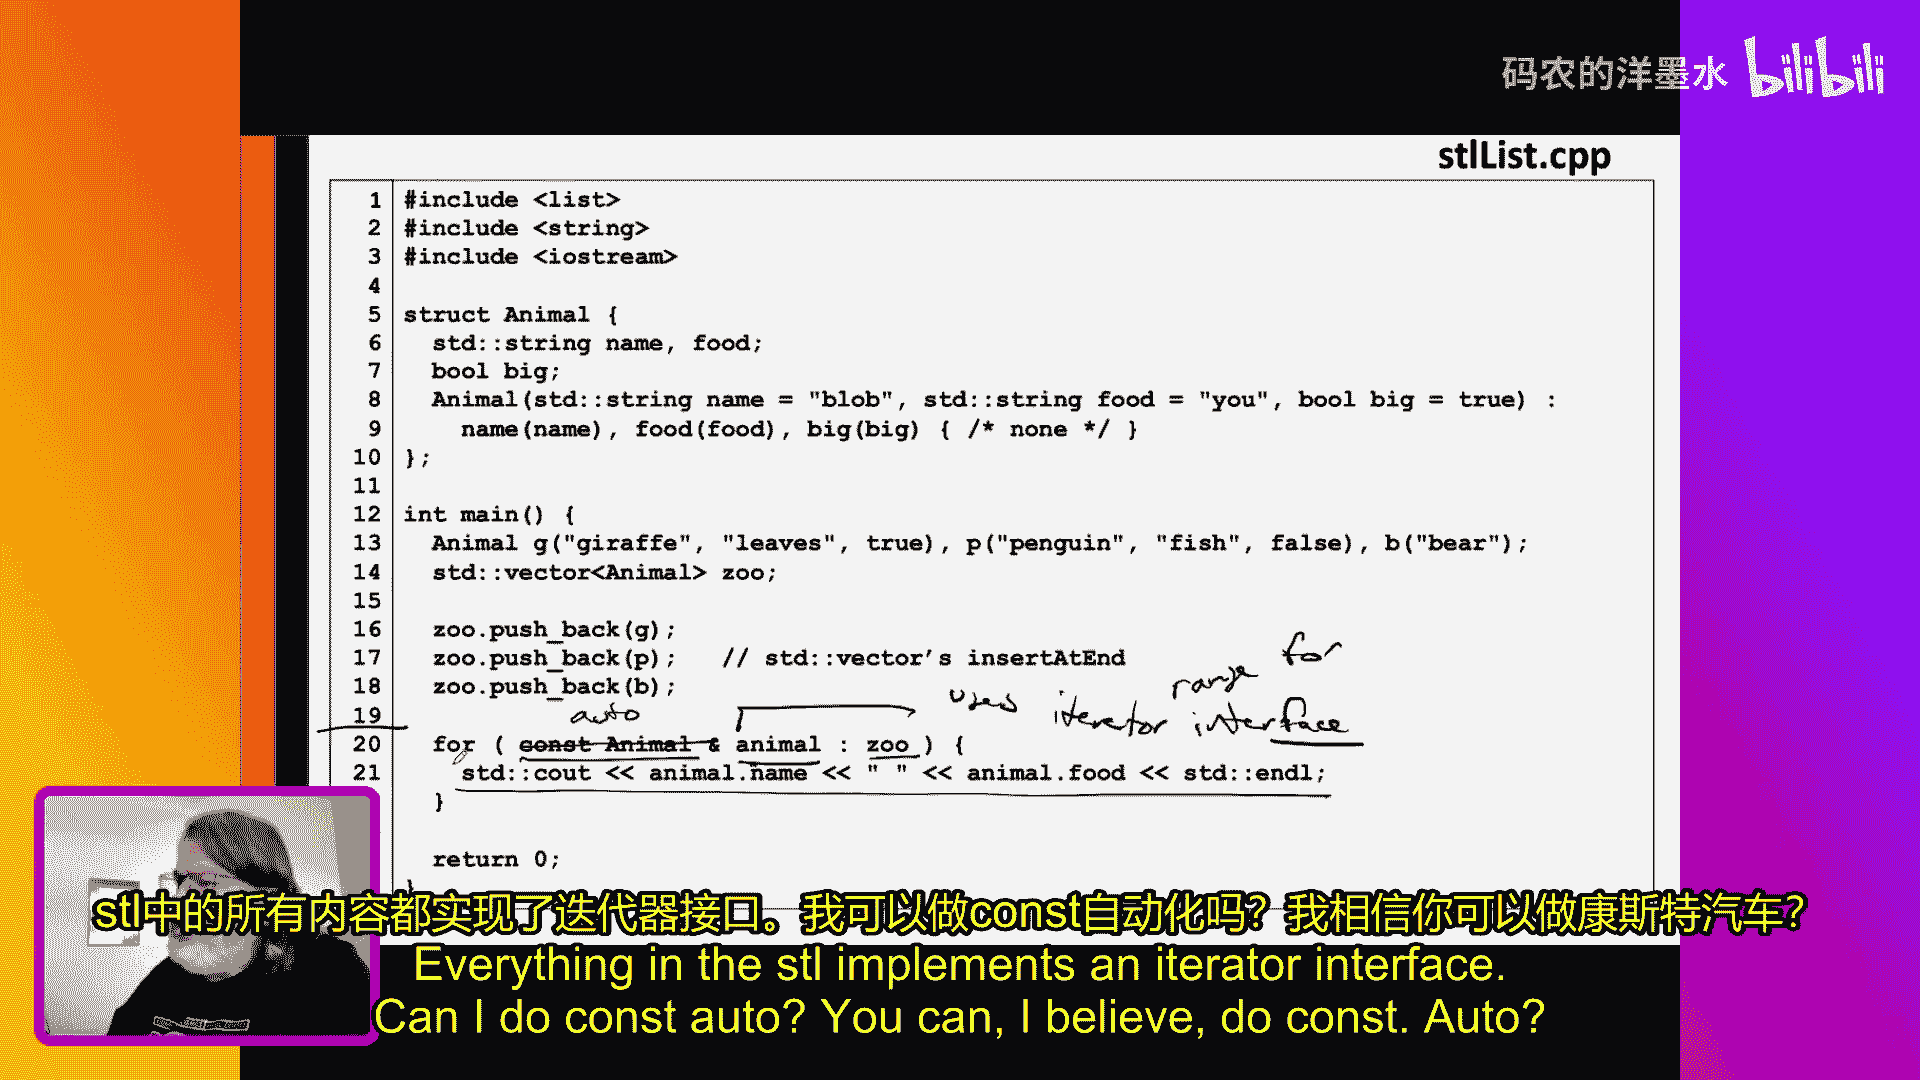 码农的洋墨水 bilibili
stlList.cpp
1 #include <list>
2 #include <string>
3 #include <iostream>
4
5 struct Animal {
6 std::string name, food;
7 bool big;
8 Animal(std::string name = "blob", std::string food = "you", bool big = true) :
9 name(name), food(food), big(big) { /* none */ }
10 };
11
12 int main() {
13 Animal g("giraffe", "leaves", true), p("penguin", "fish", false), b("bear");
14 std::vector<Animal> zoo;
15
16 zoo.push_back(g);
17 zoo.push_back(p); // std::vector's insertAtEnd
18 zoo.push_back(b);
range for
19
auto
uses iterator interface
20 for ( const Animal & animal : zoo ) {
21 std::cout << animal.name << " " << animal.food << std::endl;
}
return 0;
}
stl中的所有内容都实现了迭代器接口。我可以做const自动化吗？我相信你可以做康斯特汽车？
Everything in the stl implements an iterator interface.
Can I do const auto? You can, I believe, do const. Auto?